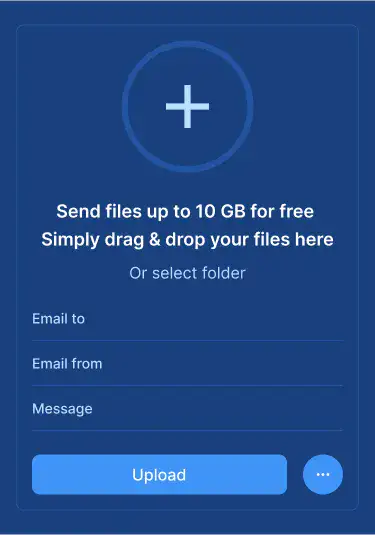 Send files up to 10 GB for free
Simply drag & drop your files here
Or select folder
Email to
Email from
Message
Upload